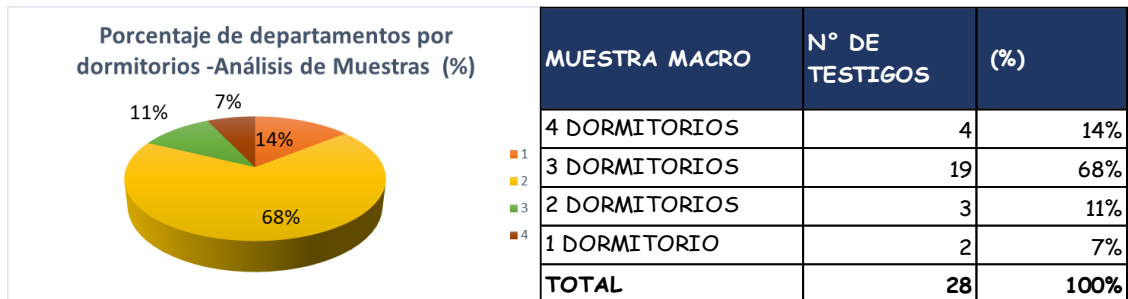 Porcentaje de departamentos por
dormitorios -Análisis de Muestras (%)
7%
11%
14%
68%
1
2
3
4
MUESTRA MACRO N° DE TESTIGOS (%)
4 DORMITORIOS 4 14%
3 DORMITORIOS 19 68%
2 DORMITORIOS 3 11%
1 DORMITORIO 2 7%
TOTAL 28 100%